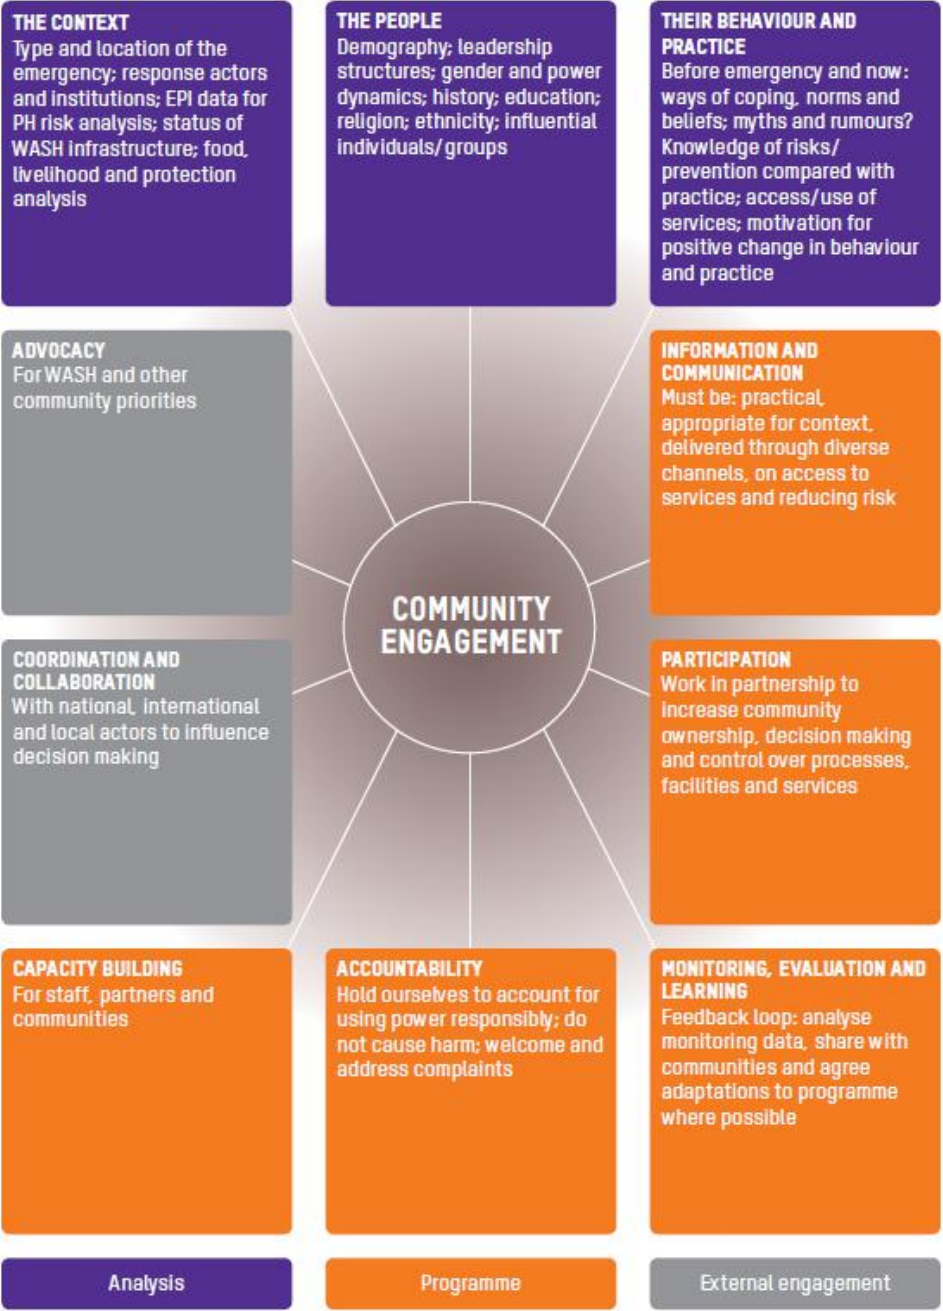 THE CONTEXT
Type and location of the
emergency; response actors
and institutions; EPI data for
PH risk analysis; status of
WASH infrastructure; food,
livelihood and protection
analysis
THE PEOPLE
Demography; leadership
structures; gender and power
dynamics; history; education;
religion; ethnicity; influential
individuals/groups
THEIR BEHAVIOUR AND
PRACTICE
Before emergency and now:
ways of coping, norms and
beliefs; myths and rumours?
Knowledge of risks/
prevention compared with
practice; access/use of
services; motivation for
positive change in behaviour
and practice
ADVOCACY
For WASH and other
community priorities
INFORMATION AND
COMMUNICATION
Must be: practical,
appropriate for context,
delivered through diverse
channels, on access to
services and reducing risk
COMMUNITY
ENGAGEMENT
COORDINATION AND
COLLABORATION
With national, international
and local actors to influence
decision making
PARTICIPATION
Work in partnership to
increase community
ownership, decision making
and control over processes,
facilities and services
CAPACITY BUILDING
For staff, partners and
communities
ACCOUNTABILITY
Hold ourselves to account for
using power responsibly; do
not cause harm; welcome and
address complaints
MONITORING, EVALUATION AND
LEARNING
Feedback loop: analyse
monitoring data, share with
communities and agree
adaptations to programme
where possible
Analysis
Programme
External engagement